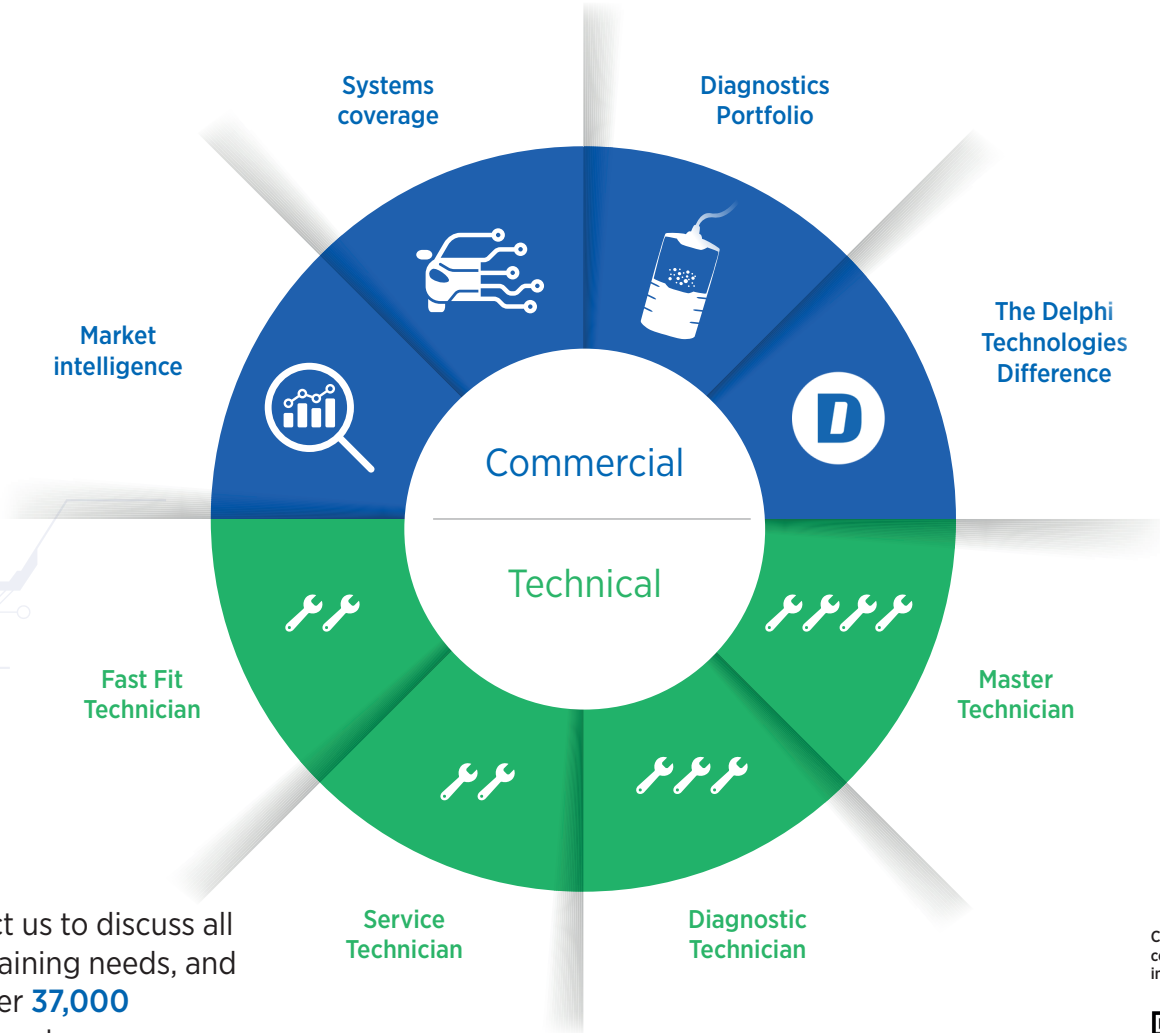 Systems
coverage
Diagnostics
Portfolio
Market
intelligence
The Delphi
Technologies
Difference
D
Commercial
Technical
Fast Fit
Technician
Master
Technician
Service
Technician
Diagnostic
Technician
ct us to discuss all
aining needs, and
er 37,000